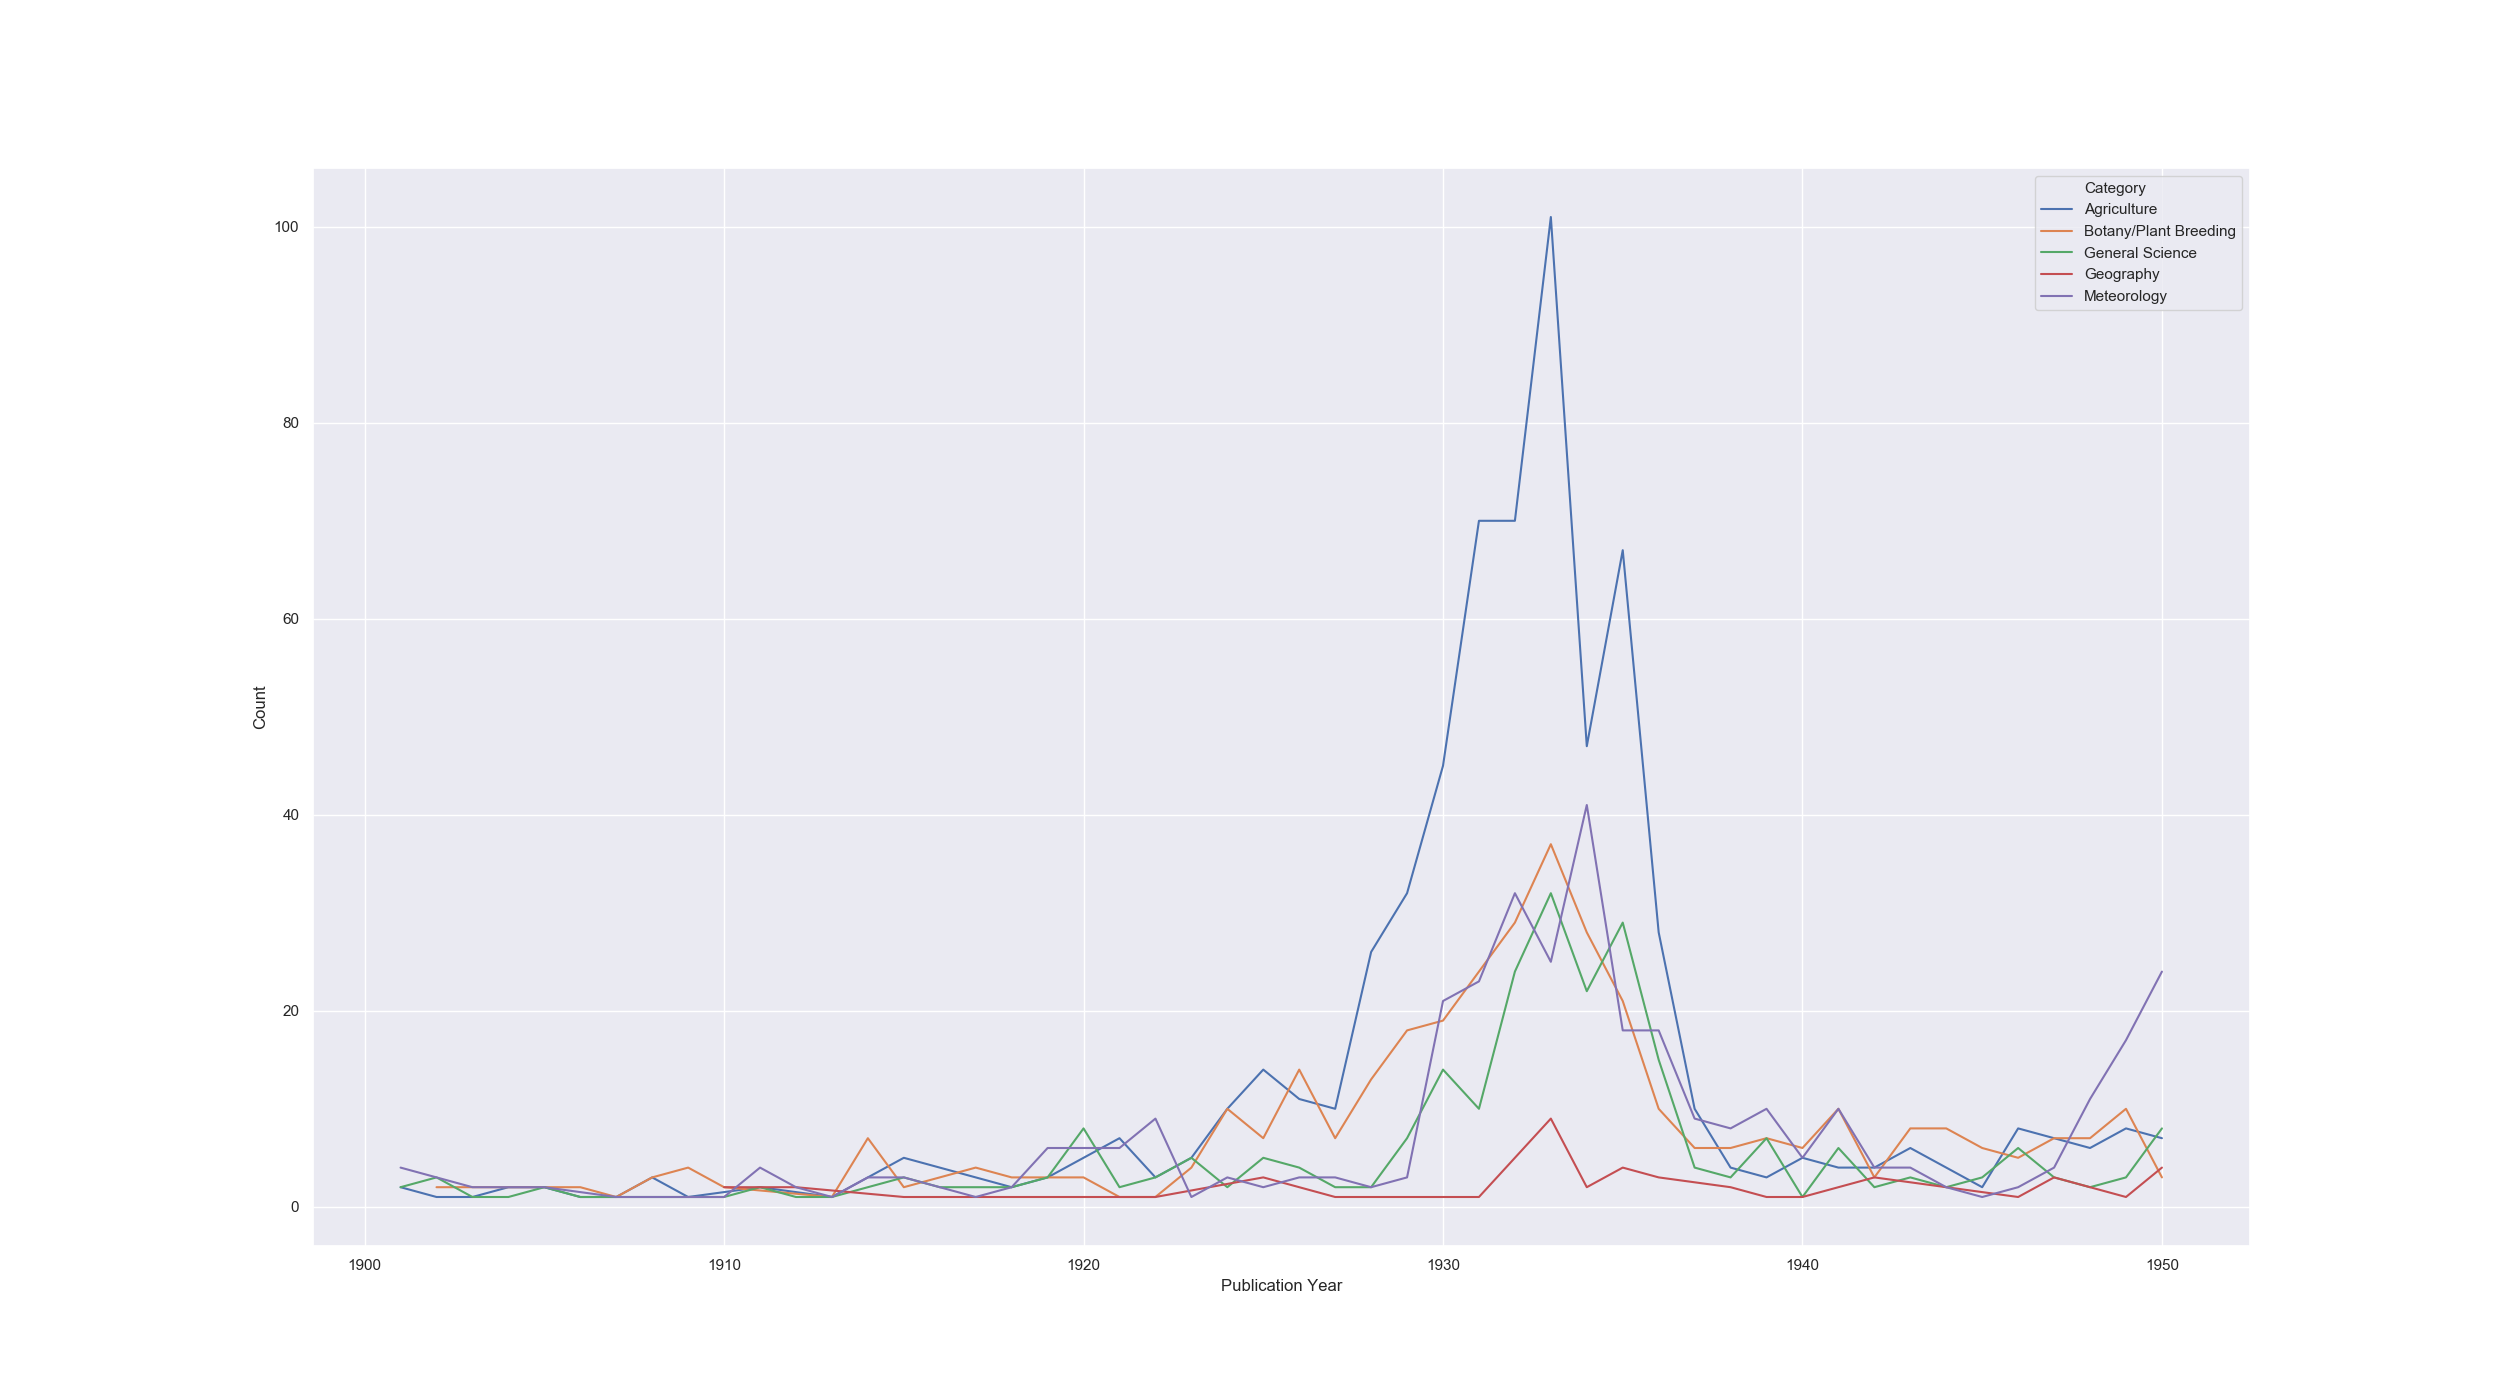 Category
Agriculture
Botany/Plant Breeding
General Science
Geography
Meteorology
100
80
60
40
20
0
Count
1900 1910 1920 1930 1940 1950
Publication Year